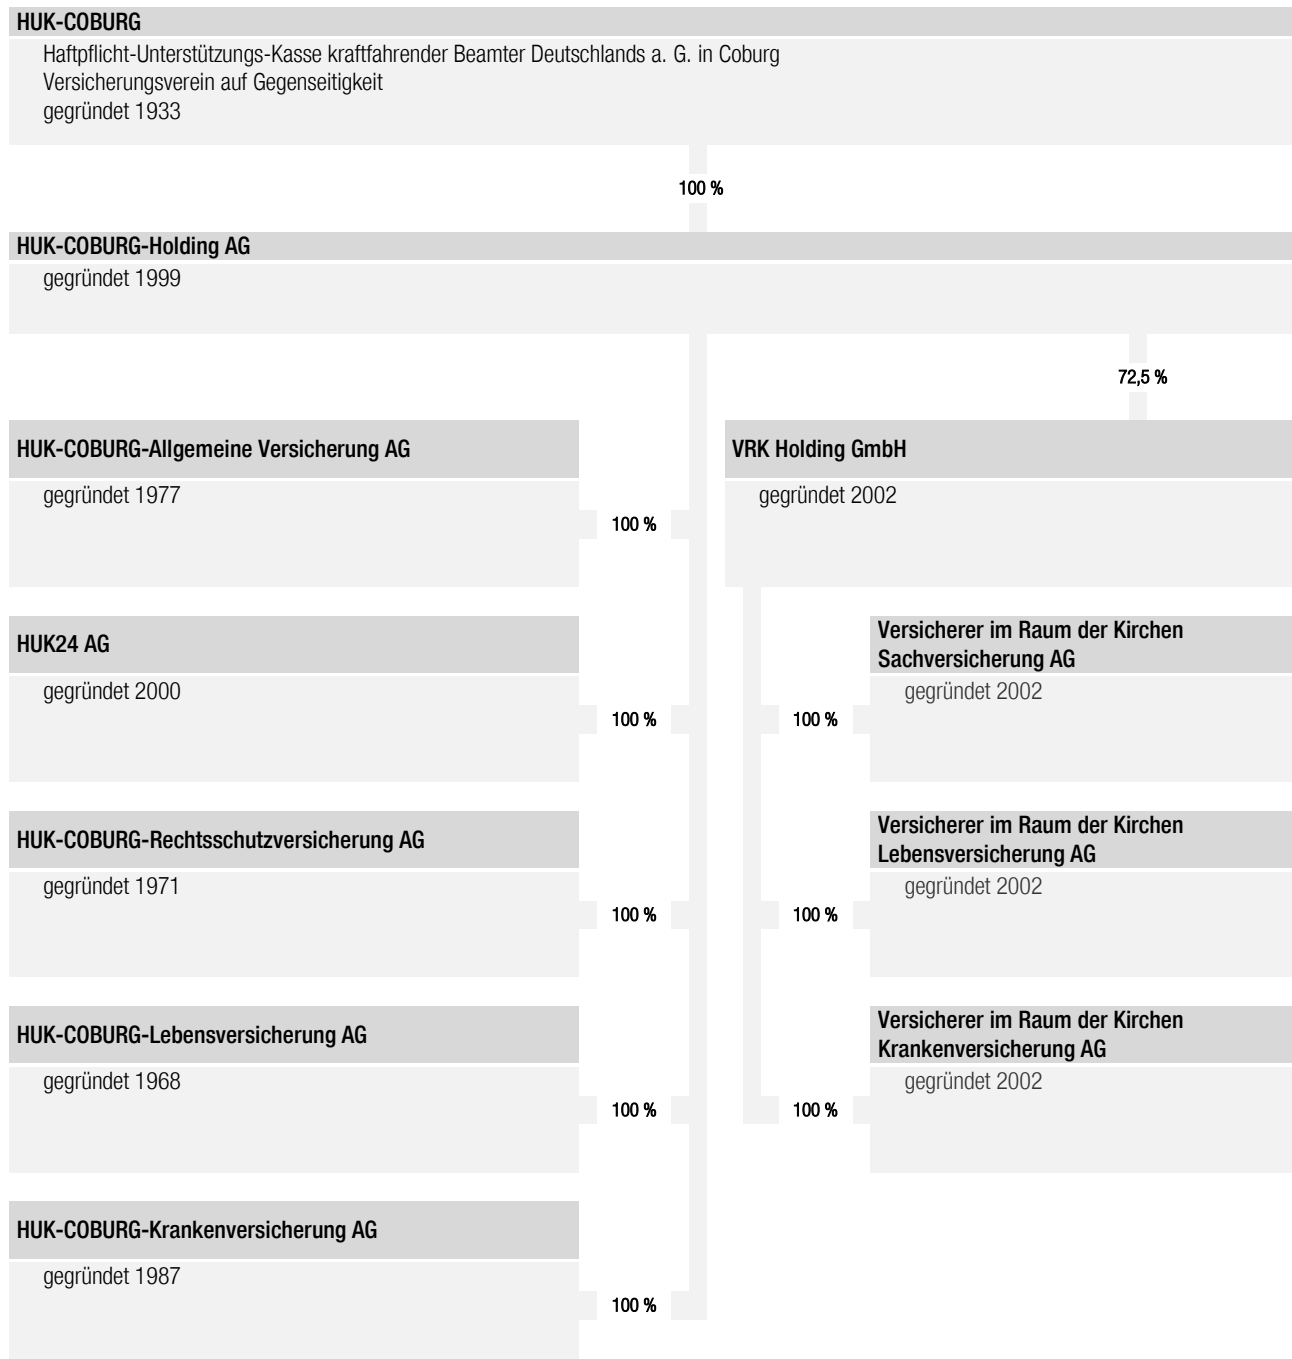 HUK-COBURG
Haftpflicht-Unterstützungs-Kasse kraftfahrender Beamter Deutschlands a. G. in Coburg
Versicherungsverein auf Gegenseitigkeit
gegründet 1933
100 %
HUK-COBURG-Holding AG
gegründet 1999
72,5 %
HUK-COBURG-Allgemeine Versicherung AG
gegründet 1977
100 %
VRK Holding GmbH
gegründet 2002
HUK24 AG
gegründet 2000
100 %
Versicherer im Raum der Kirchen
Sachversicherung AG
gegründet 2002
100 %
HUK-COBURG-Rechtsschutzversicherung AG
gegründet 1971
100 %
Versicherer im Raum der Kirchen
Lebensversicherung AG
gegründet 2002
100 %
HUK-COBURG-Lebensversicherung AG
gegründet 1968
100 %
Versicherer im Raum der Kirchen
Krankenversicherung AG
gegründet 2002
100 %
HUK-COBURG-Krankenversicherung AG
gegründet 1987
100 %